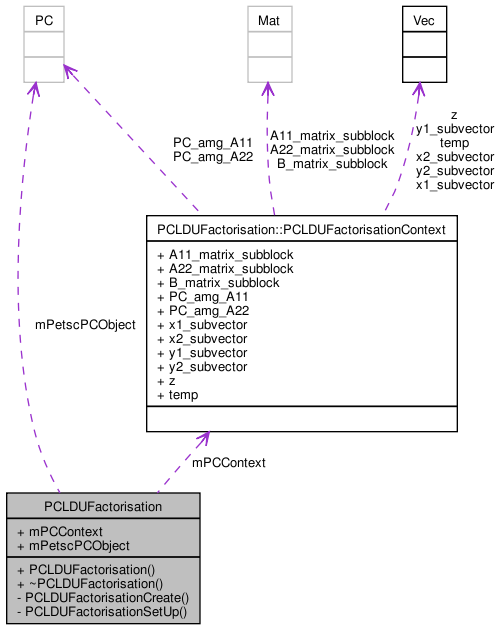 PC
Mat
Vec
PC_amg_A11
PC_amg_A22
A11_matrix_subblock
A22_matrix_subblock
B_matrix_subblock
z
y1_subvector
temp
x2_subvector
y2_subvector
x1_subvector
PCLDUFactorisation::PCLDUFactorisationContext
+ A11_matrix_subblock
+ A22_matrix_subblock
+ B_matrix_subblock
+ PC_amg_A11
+ PC_amg_A22
+ x1_subvector
+ x2_subvector
+ y1_subvector
+ y2_subvector
+ z
+ temp
mPetscPCObject
mPCContext
PCLDUFactorisation
+ mPCContext
+ mPetscPCObject
+ PCLDUFactorisation()
+ ~PCLDUFactorisation()
- PCLDUFactorisationCreate()
- PCLDUFactorisationSetUp()